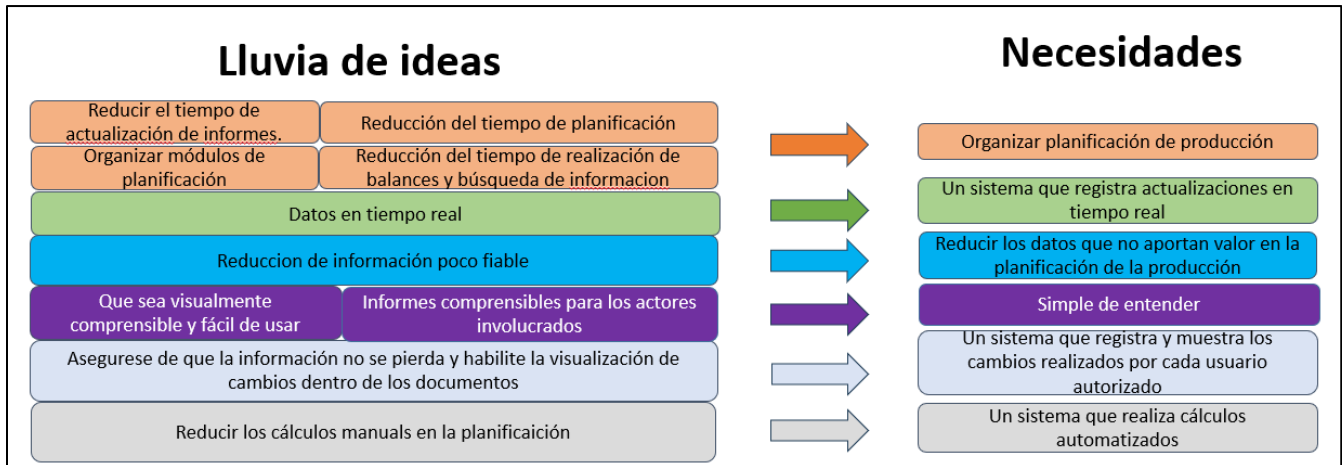 Lluvia de ideas
Necesidades
Reducir el tiempo de
actualización de informes.
Reducción del tiempo de planificación
Organizar módulos de
planificación
Reducción del tiempo de realización de
balances y búsqueda de informacion
Organizar planificación de producción
Datos en tiempo real
Un sistema que registra actualizaciones en
tiempo real
Reduccion de información poco fiable
Reducir los datos que no aportan valor en la
planificación de la producción
Que sea visualmente
comprensible y fácil de usar
Informes comprensibles para los actores
involucrados
Simple de entender
Asegurese de que la información no se pierda y habilite la visualización de
cambios dentro de los documentos
Un sistema que registra y muestra los
cambios realizados por cada usuario
autorizado
Reducir los cálculos manuals en la planificaición
Un sistema que realiza cálculos
automatizados